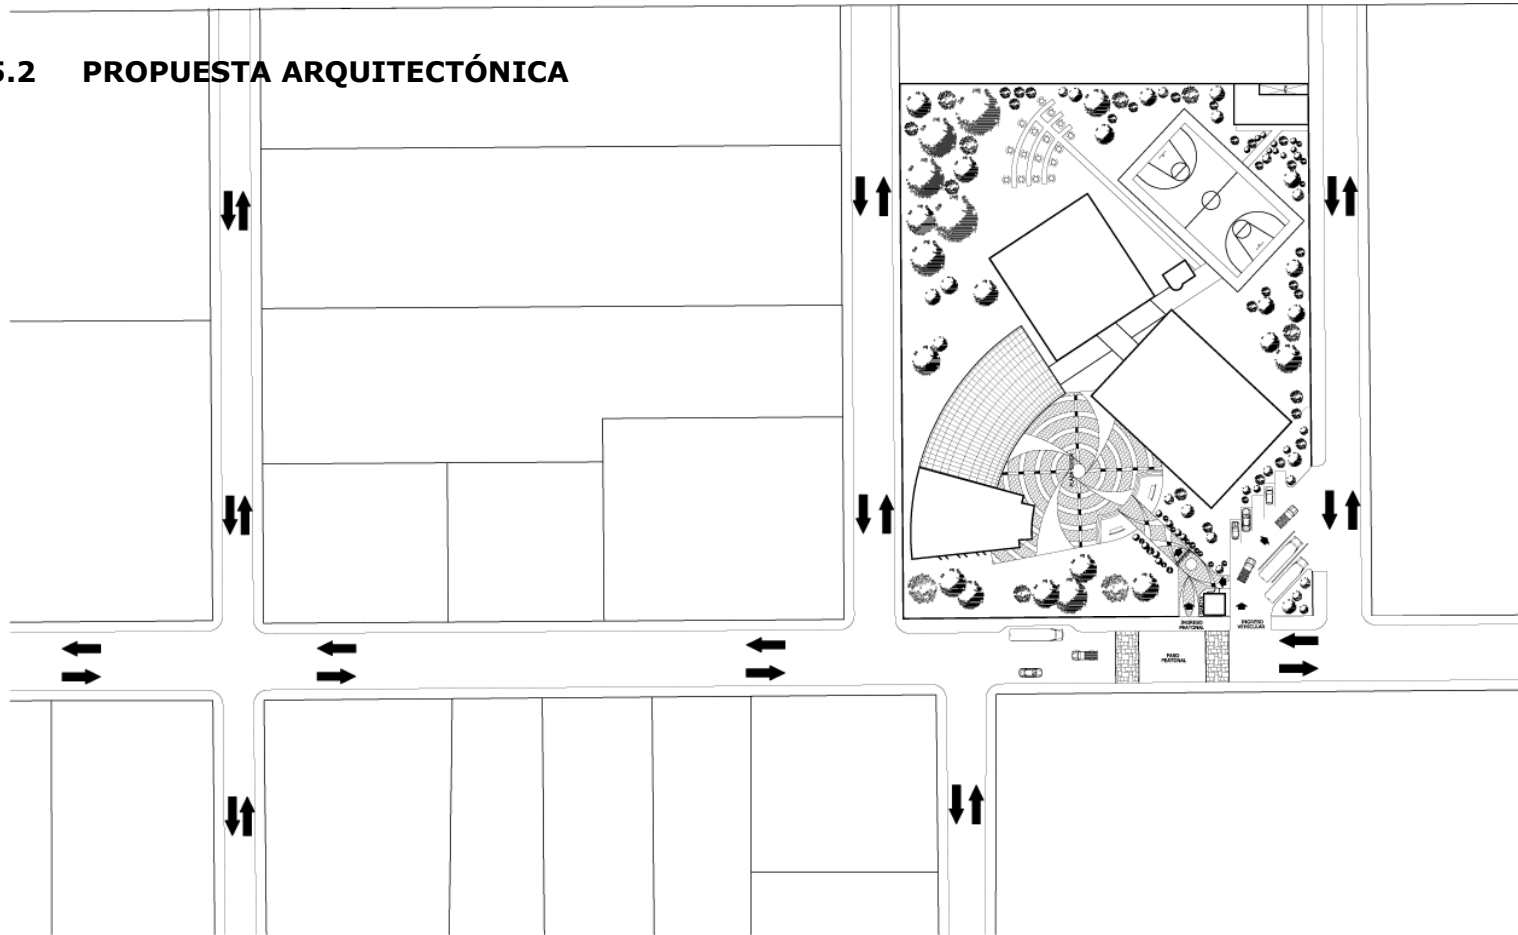 5.2 PROPUESTA ARQUITECTÓNICA
INGRESO
PEATONAL
INGRESO
VEHICULAR
PASO
PEATONAL